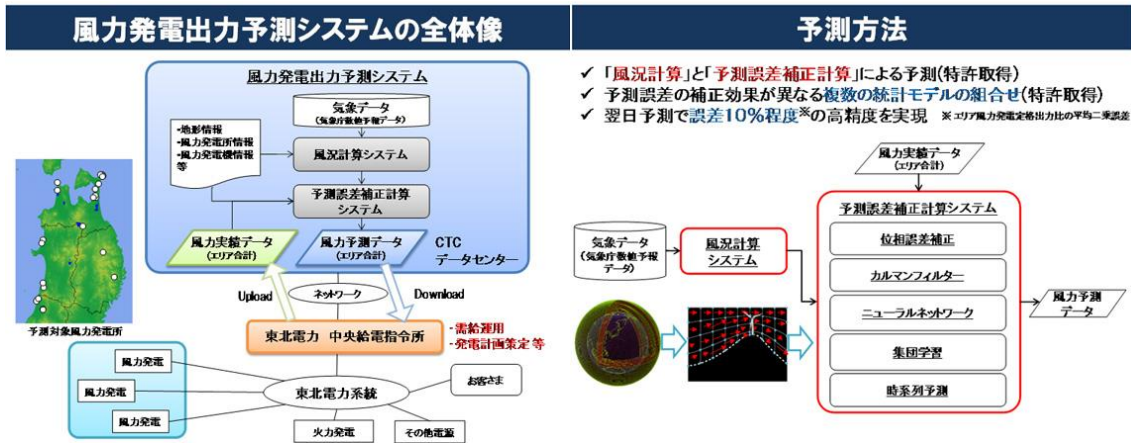 風力発電出力予測システムの全体像
風力発電出力予測システム
気象データ
(気象庁数値予報データ)
・地形情報
・風力発電所情報
・風力発電機情報
等
風況計算システム
予測誤差補正計算
システム
風力実績データ
(エリア合計)
風力予測データ
(エリア合計)
CTC
データセンター
Upload
ネットワーク
Download
予測対象風力発電所
東北電力 中央給電指令所
・需給運用
・発電計画策定 等
風力発電
風力発電
風力発電
東北電力系統
お客さま
火力発電
その他電源
予測方法
✓ 「風況計算」と「予測誤差補正計算」による予測(特許取得)
✓ 予測誤差の補正効果が異なる複数の統計モデルの組合せ(特許取得)
✓ 翌日予測で誤差10%程度※の高精度を実現 ※エリア風力発電定格出力比の平均二乗誤差
風力実績データ
(エリア合計)
気象データ
(気象庁数値予報
データ)
風況計算
システム
予測誤差補正計算システム
位相誤差補正
カルマンフィルター
ニューラルネットワーク
集団学習
時系列予測
風力予測
データ